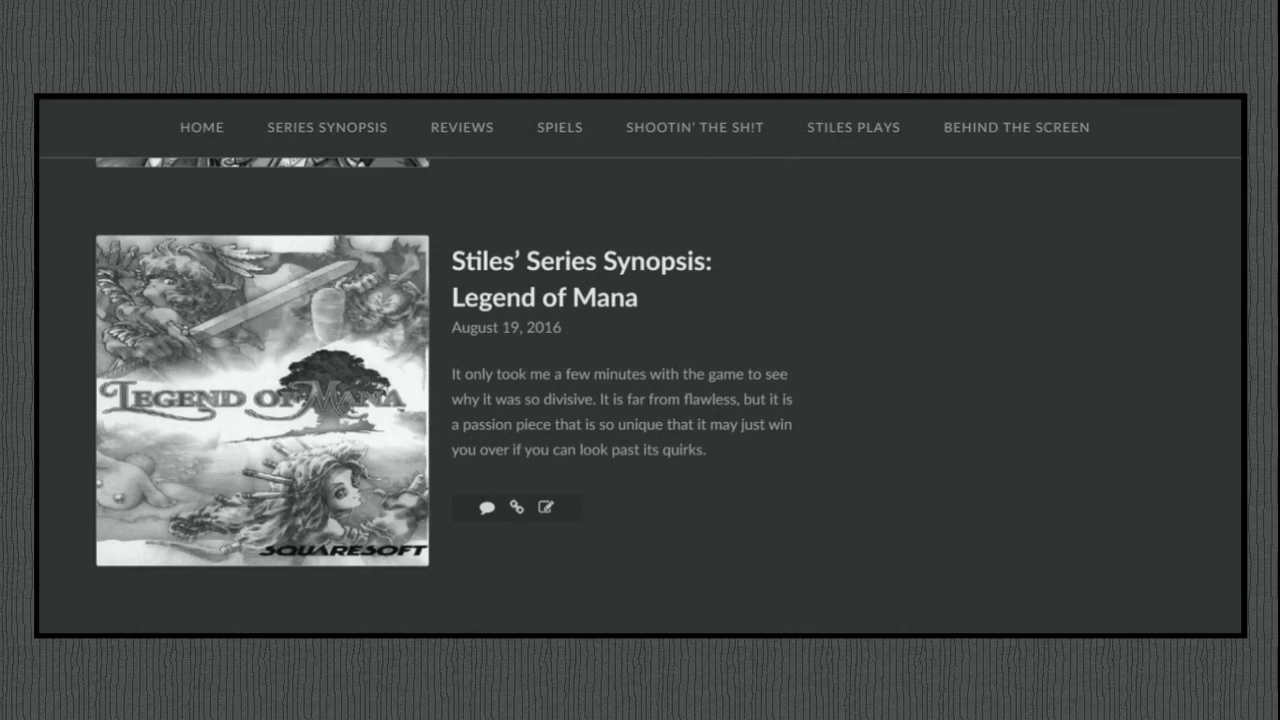 HOME SERIES SYNOPSIS REVIEWS SPIELS SHOOTIN' THE SH!T STILES PLAYS BEHIND THE SCREEN
Stiles' Series Synopsis:
Legend of Mana
August 19, 2016
It only took me a few minutes with the game to see
why it was so divisive. It is far from flawless, but it is
a passion piece that is so unique that it may just win
you over if you can look past its quirks.
LEGEND OF MANA
SQUARESOFT